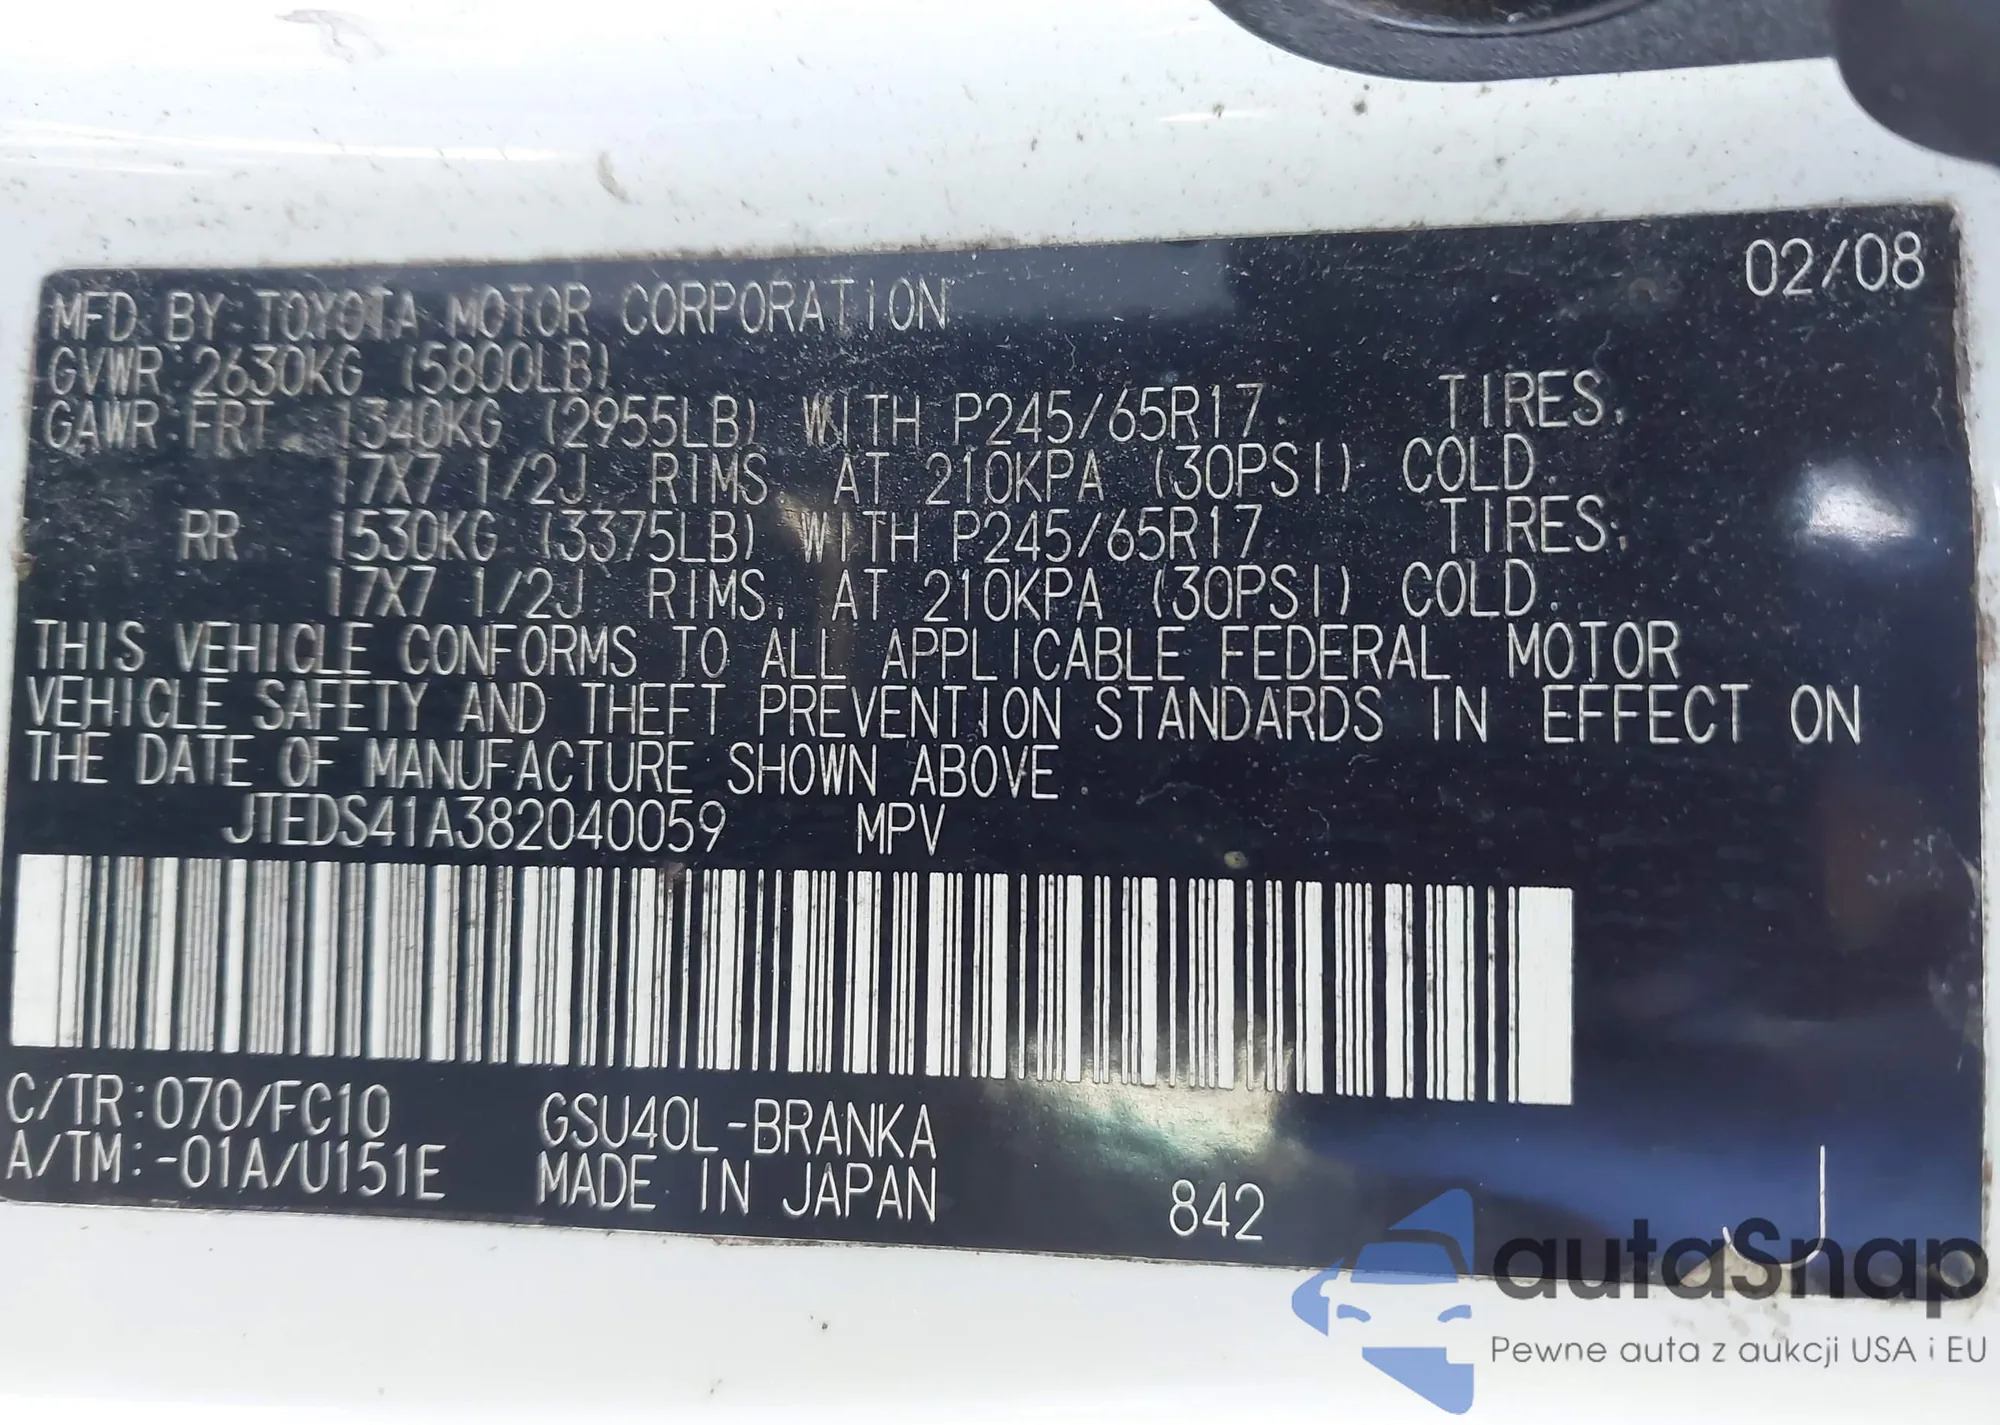 02/08
MFD BY TOYOTA MOTOR CORPORATION
GVWR 2630KG (5800LB)
GAWR FRT 1340KG (2955LB) WITH P245/65R17 TIRES,
17X7 1/2J RIMS, AT 210KPA (30PSI) COLD.
RR 1530KG (3375LB) WITH P245/65R17 TIRES,
17X7 1/2J RIMS, AT 210KPA (30PSI) COLD.
THIS VEHICLE CONFORMS TO ALL APPLICABLE FEDERAL MOTOR
VEHICLE SAFETY AND THEFT PREVENTION STANDARDS IN EFFECT ON
THE DATE OF MANUFACTURE SHOWN ABOVE.
JTEDS41A382040059 MPV
C/TR:070/FC10 GSU40L-BRANKA
A/TM:-01A/U151E MADE IN JAPAN 842 J
autaSnap
Pewne auta z aukcji USA i EU